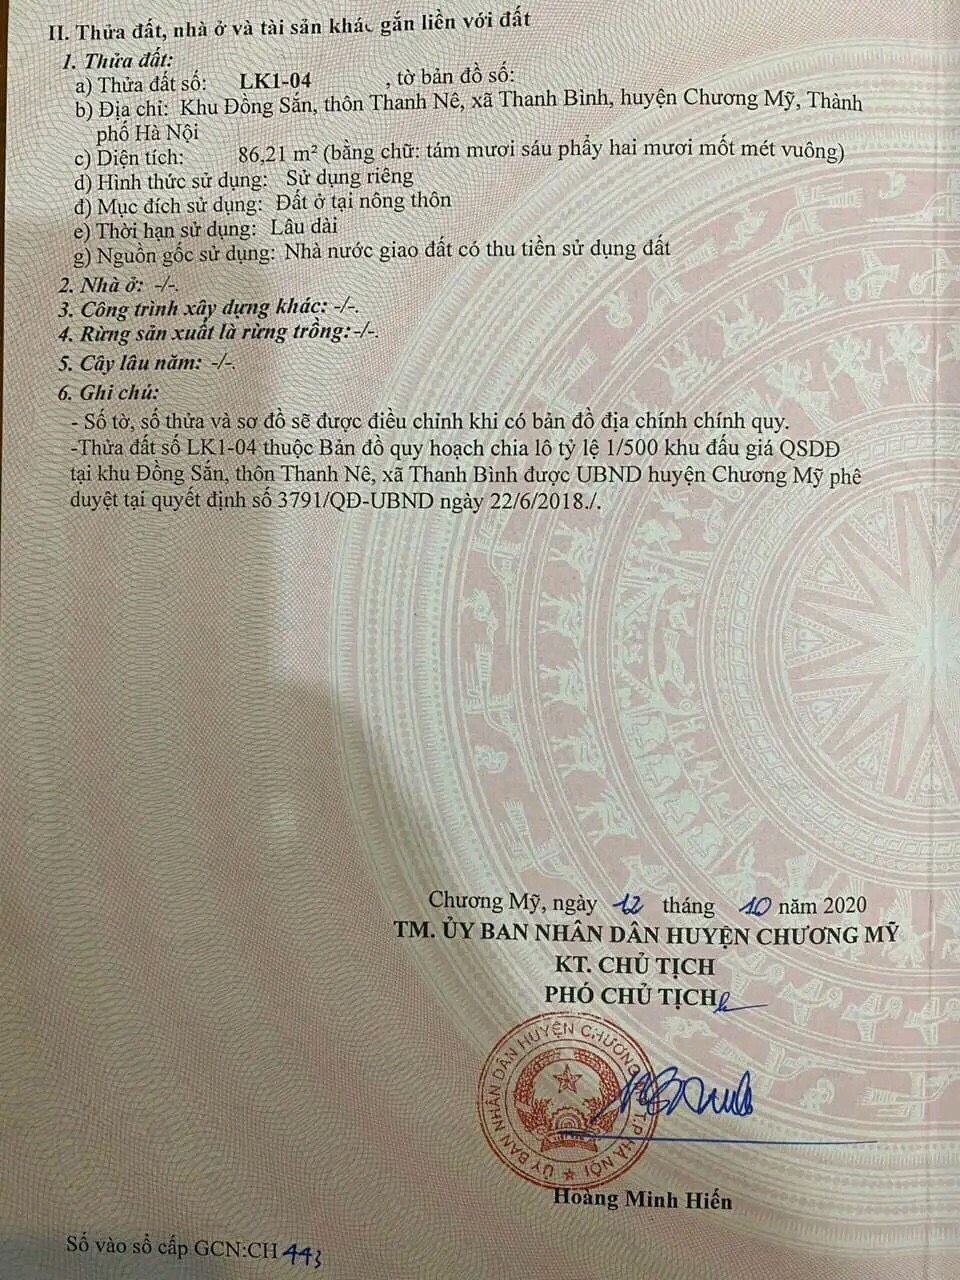 II. Thửa đất, nhà ở và tài sản khác gắn liền với đất
1. Thửa đất:
a) Thửa đất số: LK1-04 , tờ bản đồ số:
b) Địa chỉ: Khu Đồng Sắn, thôn Thanh Nê, xã Thanh Bình, huyện Chương Mỹ, Thành
phố Hà Nội
c) Diện tích: 86,21 m² (bằng chữ: tám mươi sáu phẩy hai mươi mốt mét vuông)
d) Hình thức sử dụng: Sử dụng riêng
đ) Mục đích sử dụng: Đất ở tại nông thôn
e) Thời hạn sử dụng: Lâu dài
g) Nguồn gốc sử dụng: Nhà nước giao đất có thu tiền sử dụng đất
2. Nhà ở: -/-.
3. Công trình xây dựng khác: -/-.
4. Rừng sản xuất là rừng trồng:-/-.
5. Cây lâu năm: -/-.
6. Ghi chú:
- Số tờ, số thửa và sơ đồ sẽ được điều chỉnh khi có bản đồ địa chính chính quy.
-Thửa đất số LK1-04 thuộc Bản đồ quy hoạch chia lô tỷ lệ 1/500 khu đấu giá QSDĐ
tại khu Đồng Sắn, thôn Thanh Nê, xã Thanh Bình được UBND huyện Chương Mỹ phê
duyệt tại quyết định số 3791/QĐ-UBND ngày 22/6/2018./.
Chương Mỹ, ngày 12 tháng 10 năm 2020
TM. ỦY BAN NHÂN DÂN HUYỆN CHƯƠNG MỸ
KT. CHỦ TỊCH
PHÓ CHỦ TỊCH
ỦY BAN NHÂN DÂN HUYỆN CHƯƠNG T.P HÀ NỘI
Hoàng Minh Hiến
Số vào sổ cấp GCN:CH 443